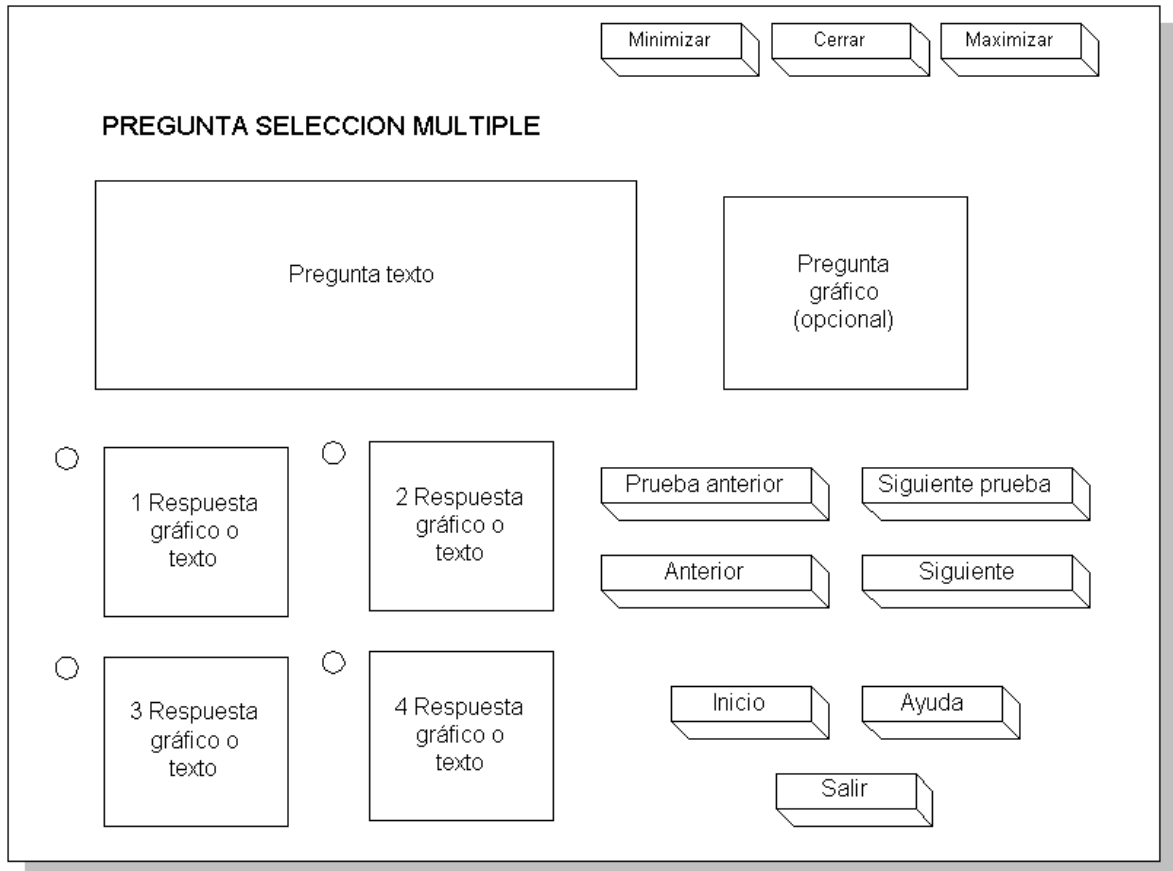 Minimizar
Cerrar
Maximizar
PREGUNTA SELECCION MULTIPLE
Pregunta texto
Pregunta
gráfico
(opcional)
1 Respuesta
gráfico o
texto
2 Respuesta
gráfico o
texto
Prueba anterior
Siguiente prueba
Anterior
Siguiente
3 Respuesta
gráfico o
texto
4 Respuesta
gráfico o
texto
Inicio
Ayuda
Salir